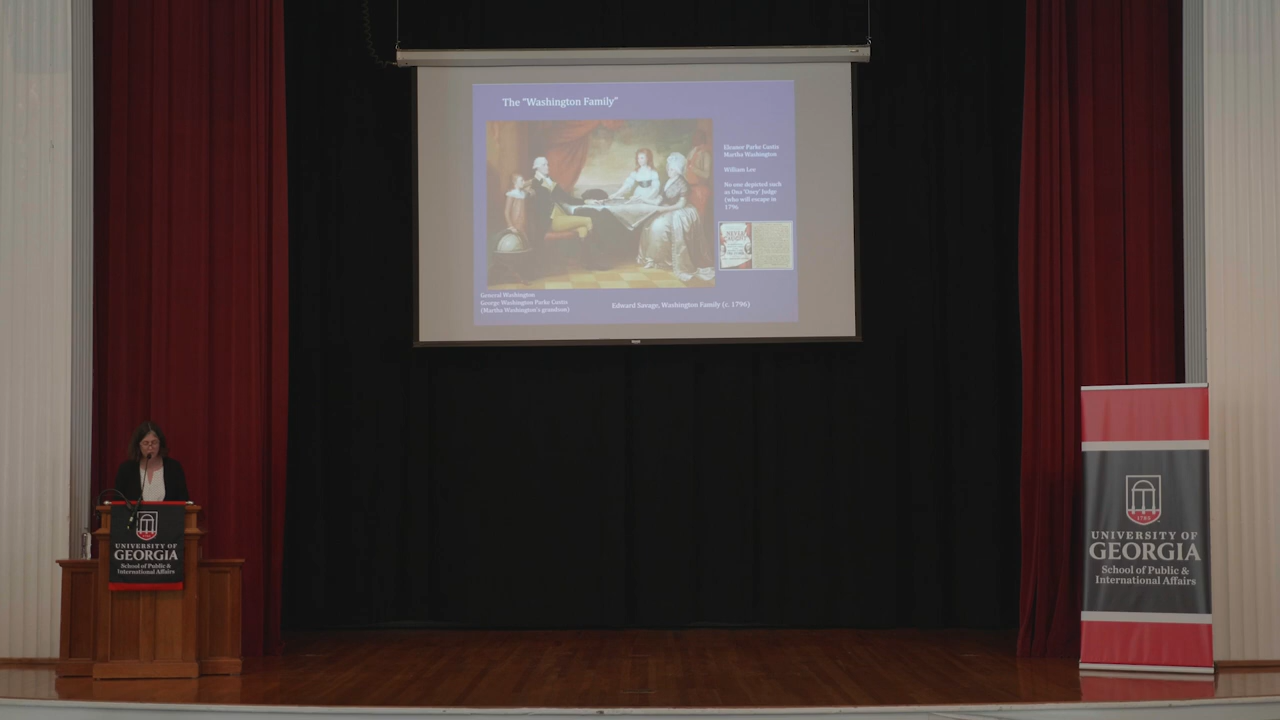 The "Washington Family"
Eleanor Parke Custis
Martha Washington
William Lee
No one depicted such
as Ona 'Oney' Judge
(who will escape in
1796
General Washington
George Washington Parke Custis
(Martha Washington's grandson)
Edward Savage, Washington Family (c. 1796)
UNIVERSITY OF
GEORGIA
School of Public &
International Affairs
1785
UNIVERSITY OF
GEORGIA
School of Public &
International Affairs